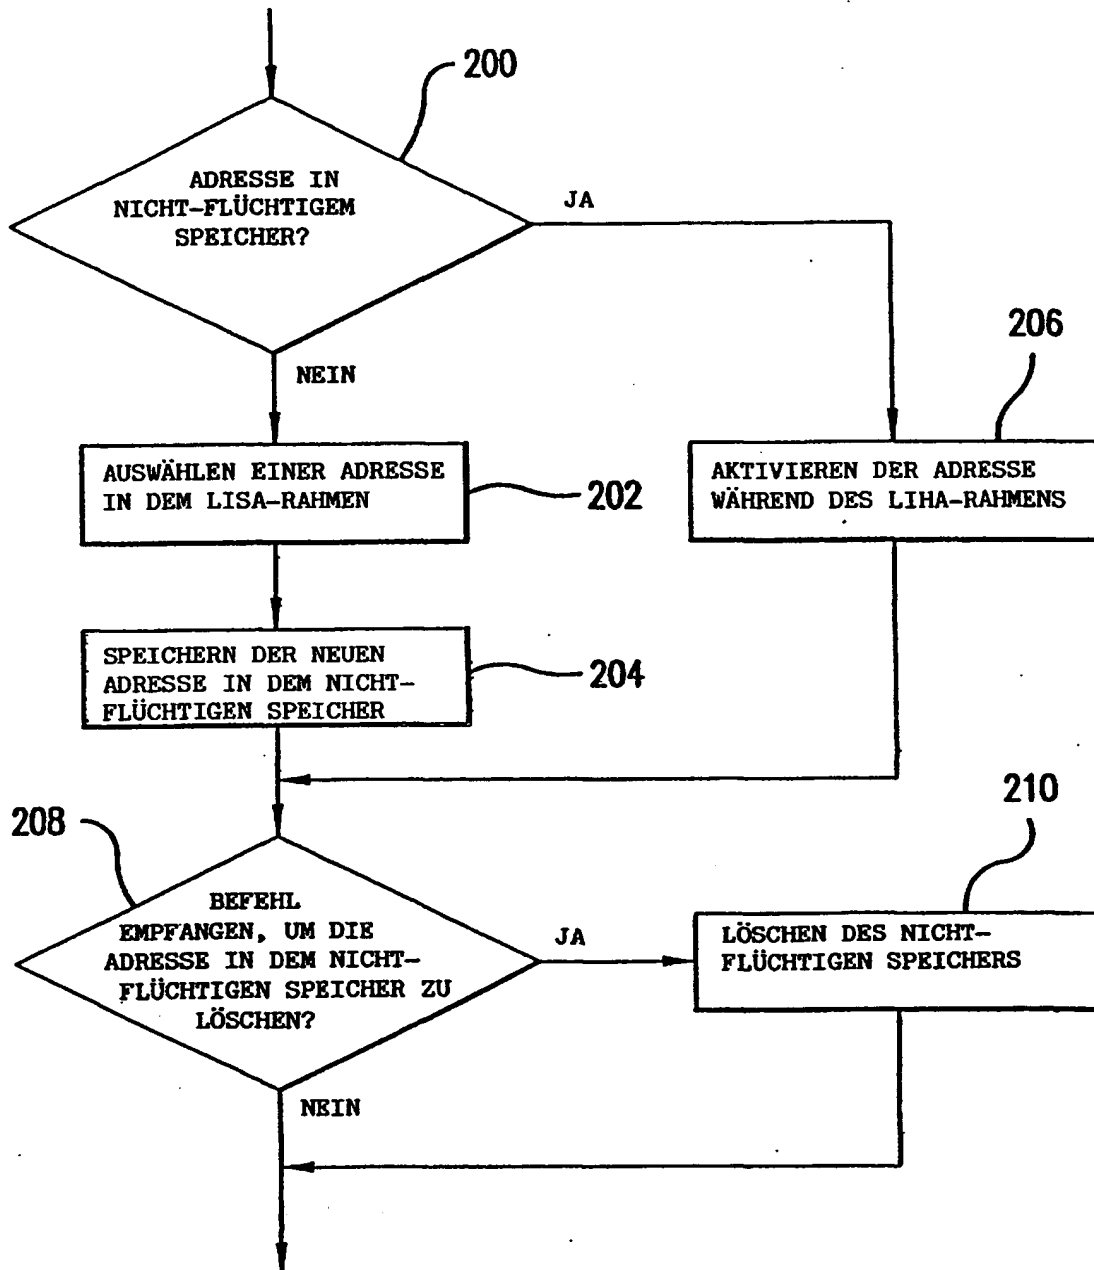 200
ADRESSE IN
NICHT-FLÜCHTIGEM
SPEICHER?
JA
NEIN
206
AUSWÄHLEN EINER ADRESSE
IN DEM LISA-RAHMEN
202
AKTIVIEREN DER ADRESSE
WÄHREND DES LIHA-RAHMENS
SPEICHERN DER NEUEN
ADRESSE IN DEM NICHT-
FLÜCHTIGEN SPEICHER
204
208
210
BEFEHL
EMPFANGEN, UM DIE
ADRESSE IN DEM NICHT-
FLÜCHTIGEN SPEICHER ZU
LÖSCHEN?
JA
LÖSCHEN DES NICHT-
FLÜCHTIGEN SPEICHERS
NEIN